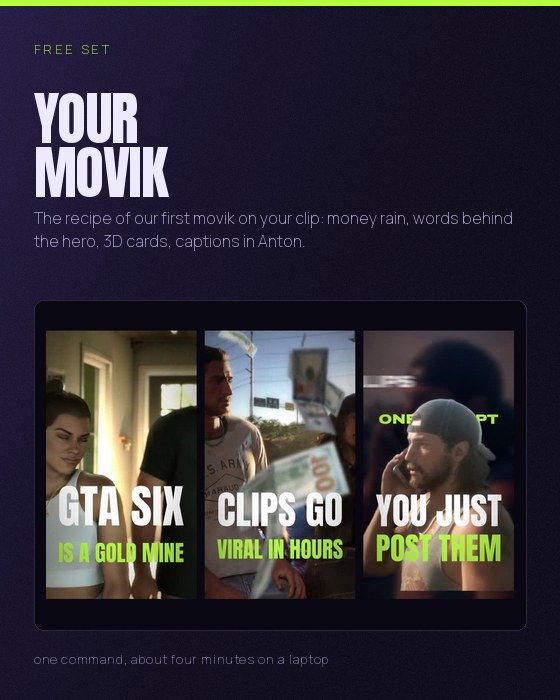 FREE SET
YOUR
MOVIK
The recipe of our first movik on your clip: money rain, words behind
the hero, 3D cards, captions in Anton.
GTA SIX
IS A GOLD MINE
CLIPS GO
VIRAL IN HOURS
YOU JUST
POST THEM
one command, about four minutes on a laptop